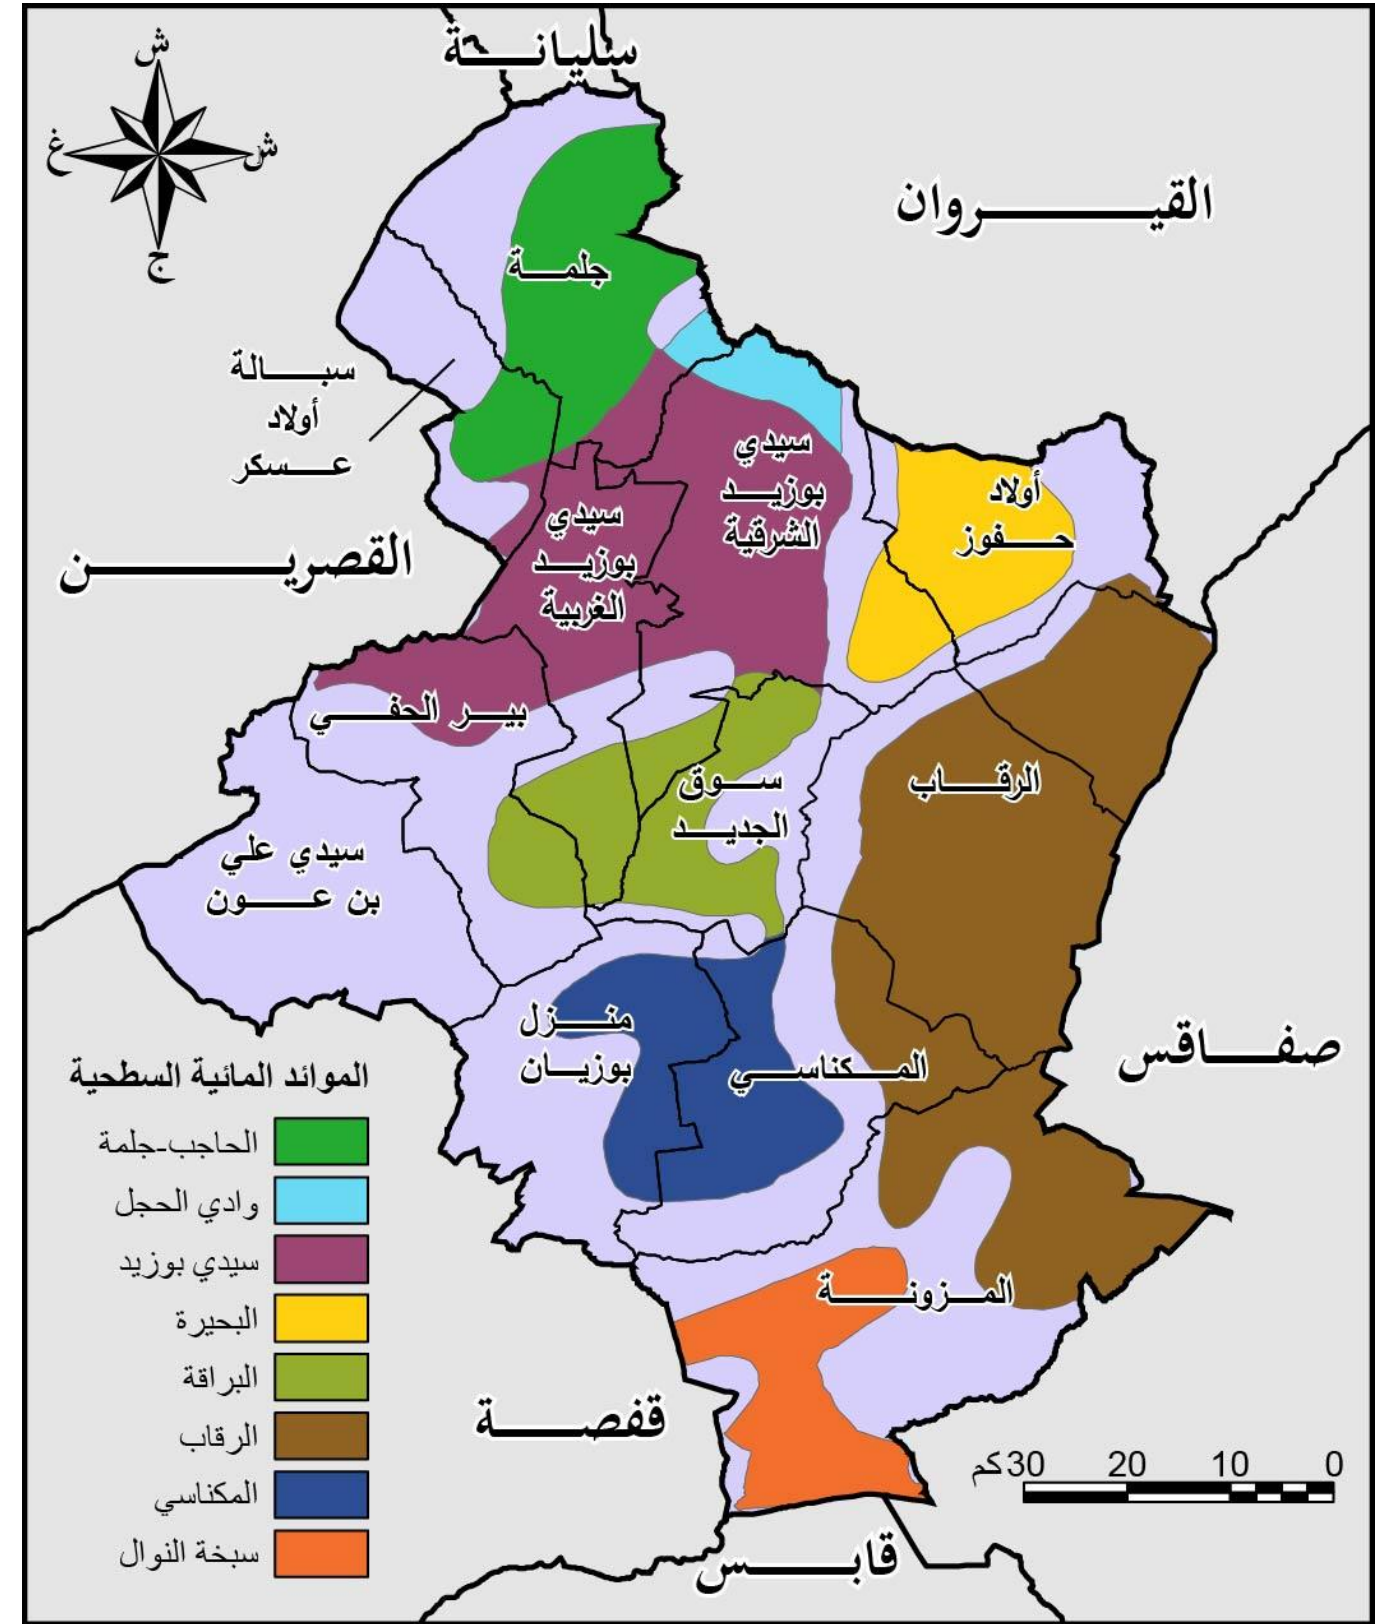 سليانة
ش
غ
ش
ج
القيروان
جلمة
سبالة
أولاد
عسكر
سيدي
بوزيد
الشرقية
أولاد
حفوز
سيدي
بوزيد
الغربية
القصرين
بير الحفي
الرقاب
سوق
الجديد
سيدي علي
بن عون
منزل
بوزيان
المكناسي
صفاقس
الموائد المائية السطحية
الحاجب-جلمة
وادي الحجل
سيدي بوزيد
البحيرة
البراقة
الرقاب
المكناسي
سبخة النوال
المزونة
قفصة
30 كم 20 10 0
قابس